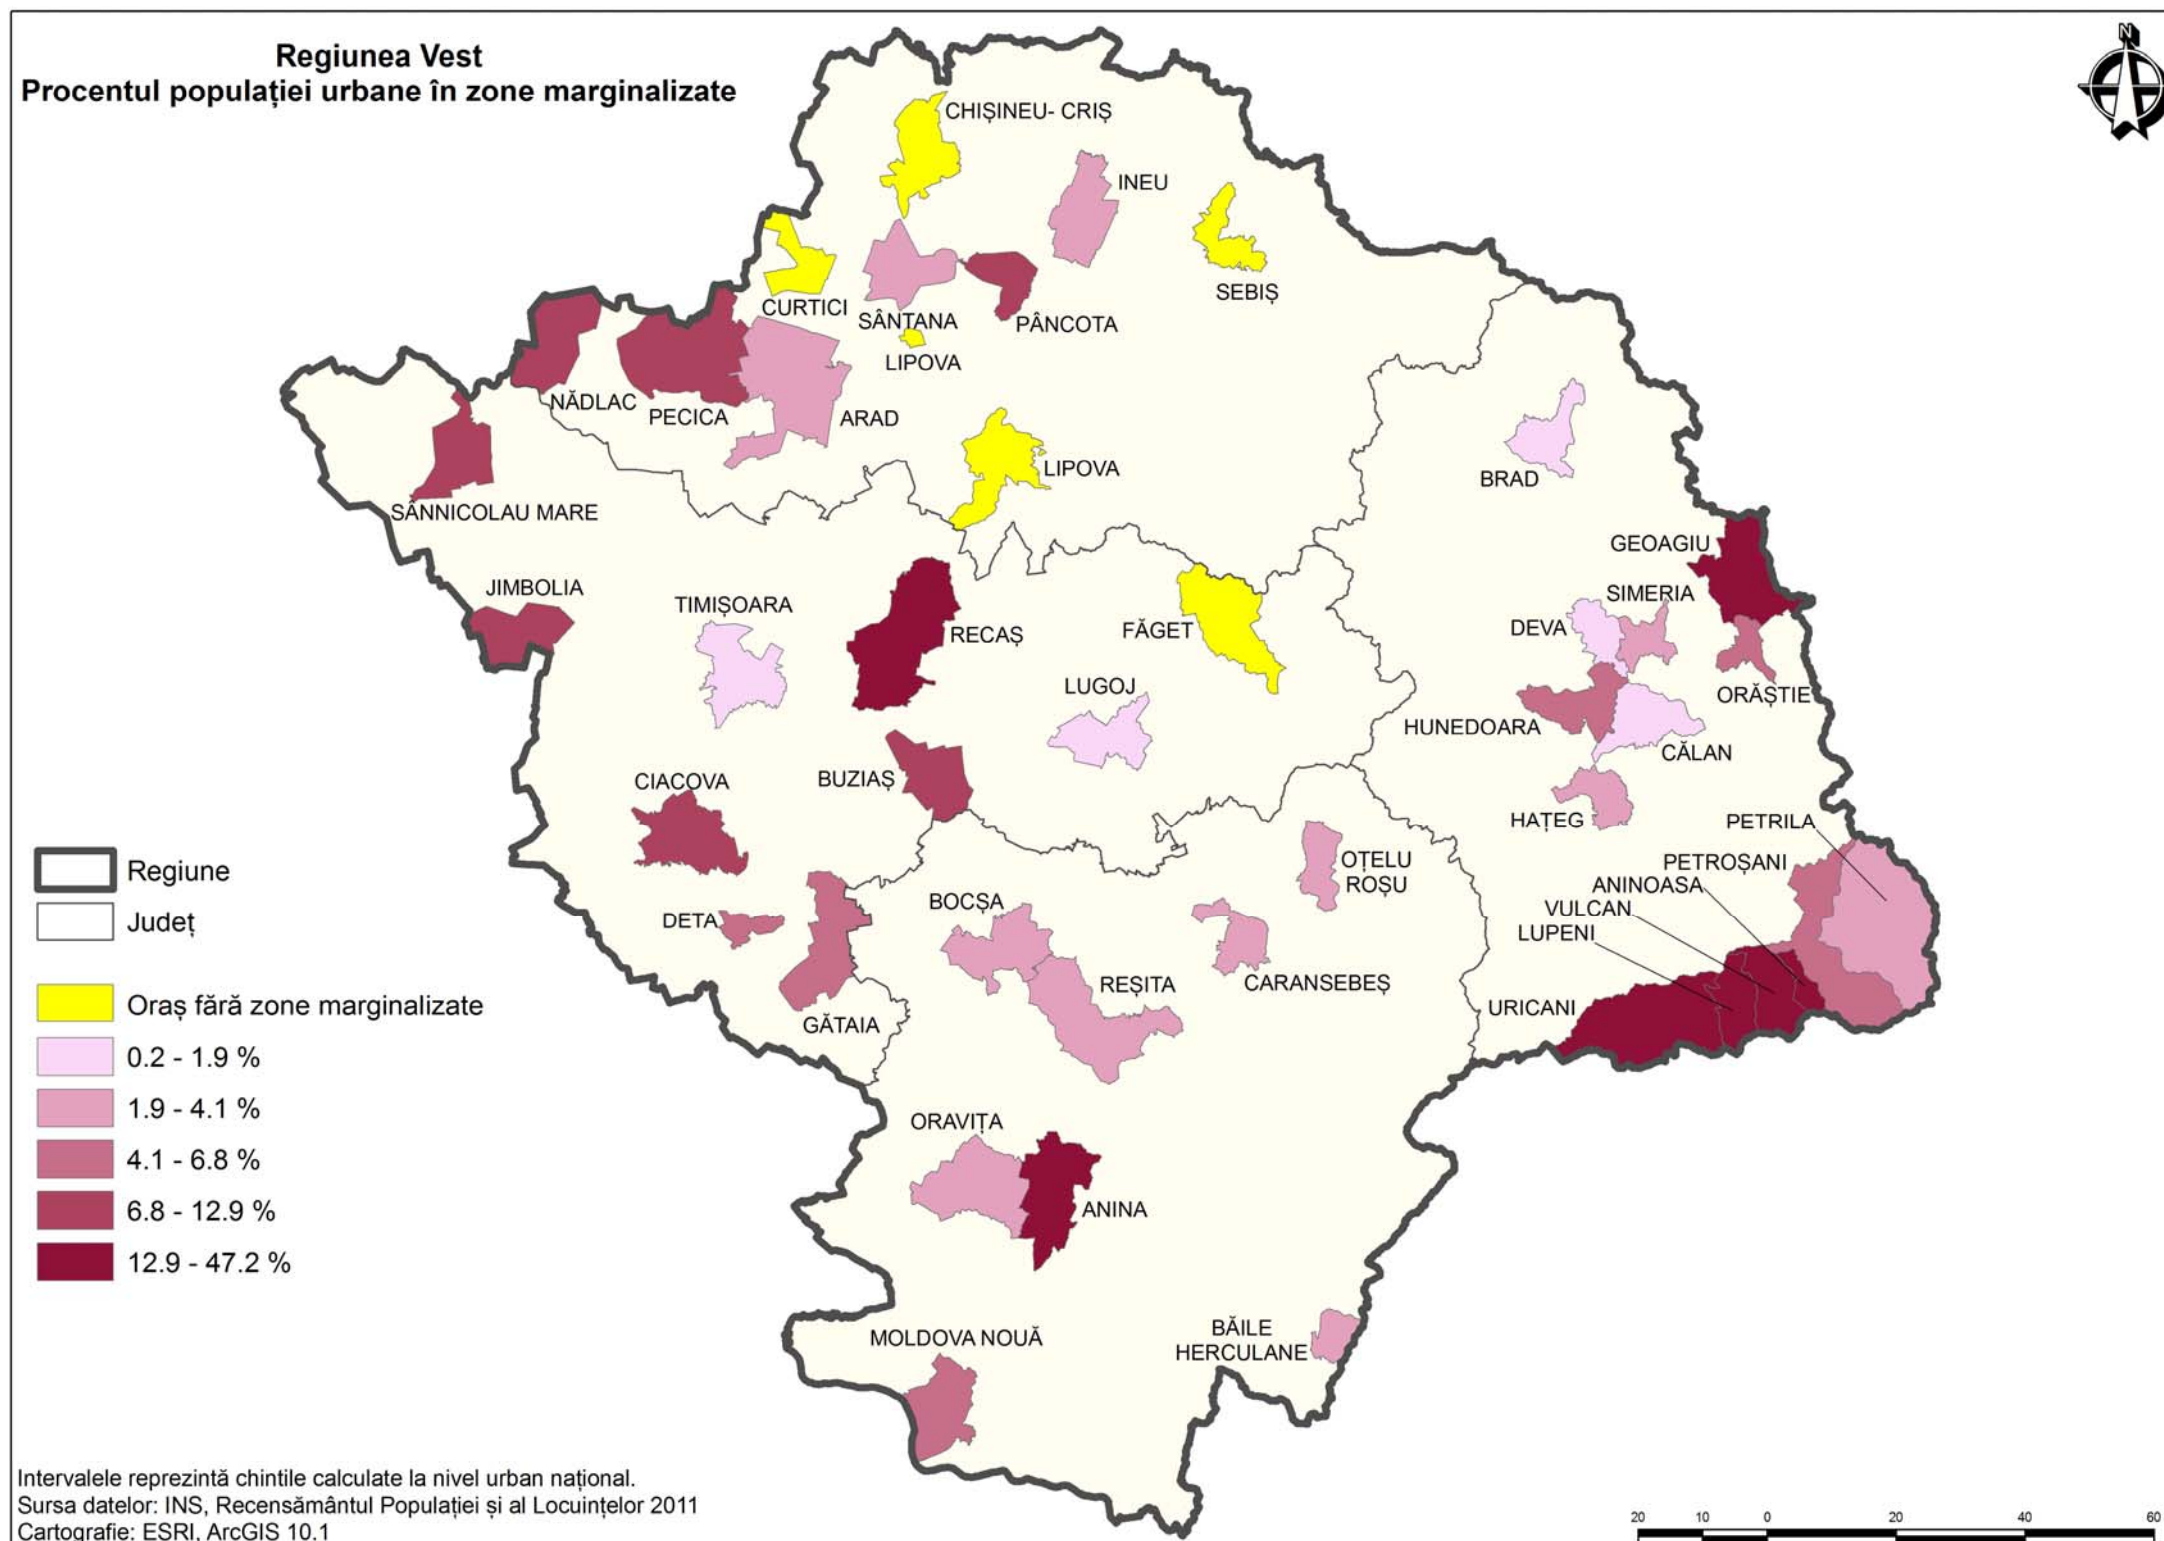 Regiunea Vest
Procentul populației urbane în zone marginalizate
N
CHIȘINEU- CRIȘ
INEU
SEBIȘ
CURTICI
SÂNTANA
PÂNCOTA
LIPOVA
NĂDLAC
PECICA
ARAD
LIPOVA
BRAD
SÂNNICOLAU MARE
GEOAGIU
JIMBOLIA
TIMIȘOARA
RECAȘ
FĂGET
SIMERIA
DEVA
LUGOJ
ORĂȘTIE
HUNEDOARA
CĂLAN
CIACOVA
BUZIAȘ
HAȚEG
PETRILA
OȚELU
ROȘU
PETROȘANI
ANINOASA
VULCAN
LUPENI
BOCȘA
DETA
REȘITA
CARANSEBEȘ
URICANI
GĂTAIA
ORAVIȚA
ANINA
MOLDOVA NOUĂ
BĂILE
HERCULANE
Regiune
Județ
Oraș fără zone marginalizate
0.2 - 1.9 %
1.9 - 4.1 %
4.1 - 6.8 %
6.8 - 12.9 %
12.9 - 47.2 %
Intervalele reprezintă chintile calculate la nivel urban național.
Sursa datelor: INS, Recensământul Populației și al Locuințelor 2011
Cartografie: ESRI, ArcGIS 10.1
20 10 0 20 40 60